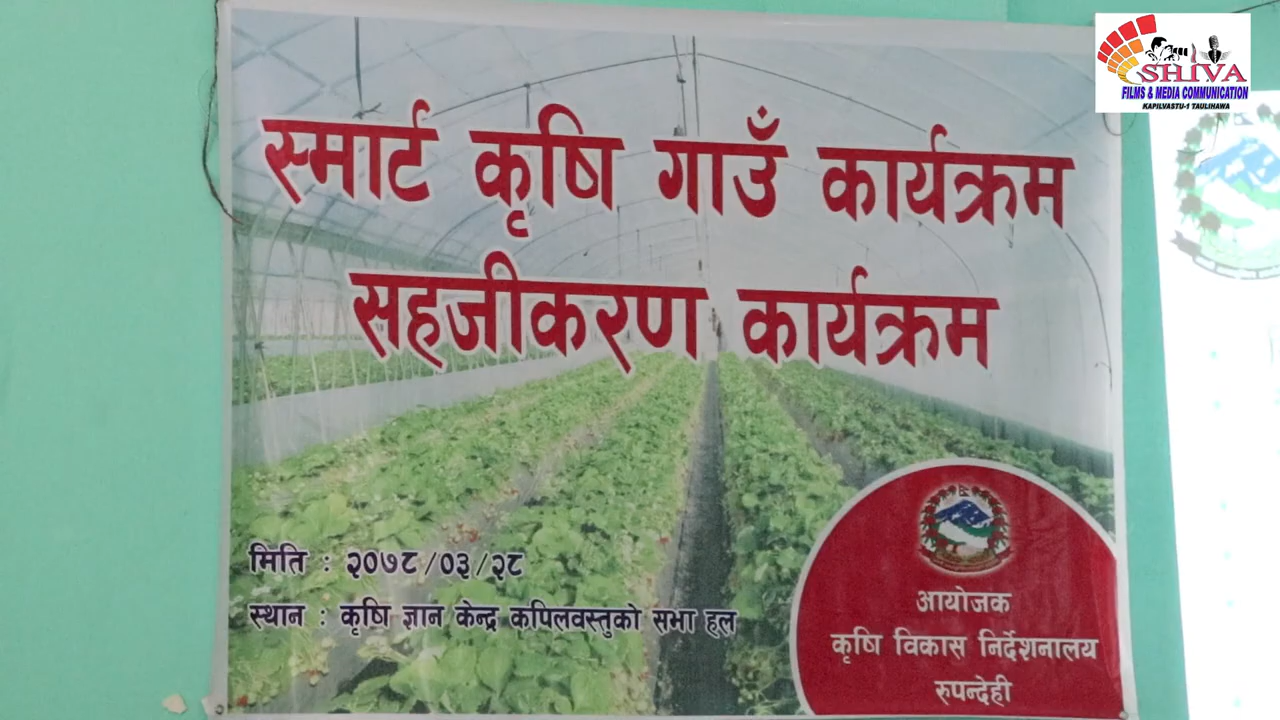 SHIVA
FILMS & MEDIA COMMUNICATION
KAPILVASTU-1 TAULIHAWA
स्मार्ट कृषि गाउँ कार्यक्रम
सहजीकरण कार्यक्रम
मिति : २०७८/०३/२८
स्थान : कृषि ज्ञान केन्द्र कपिलवस्तुको सभा हल
आयोजक
कृषि विकास निर्देशनालय
रुपन्देही